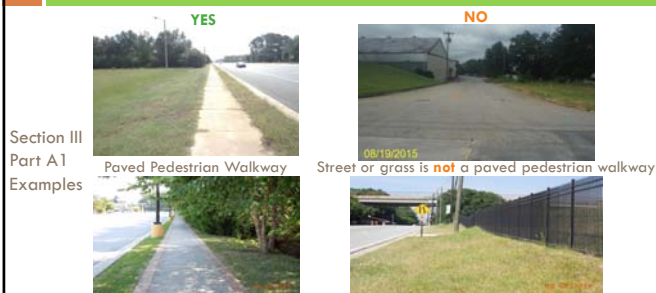 YES
NO
Section III
Part A1
Examples
08/19/2015
Paved Pedestrian Walkway
Street or grass is not a paved pedestrian walkway